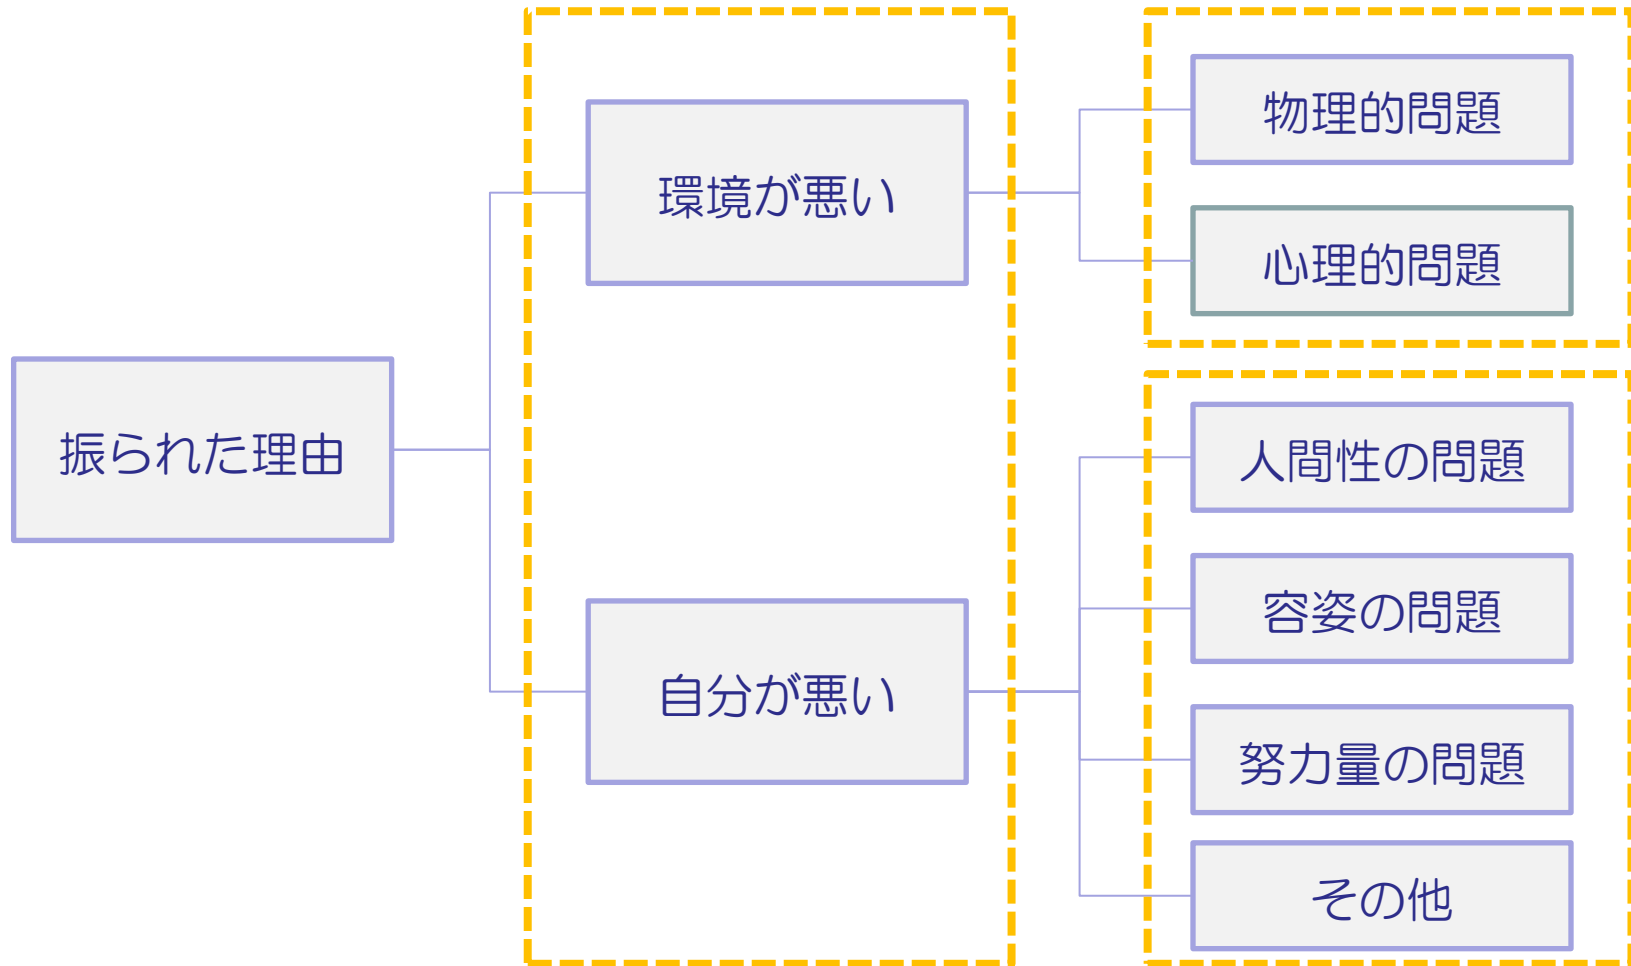 振られた理由
環境が悪い
自分が悪い
物理的問題
心理的問題
人間性の問題
容姿の問題
努力量の問題
その他